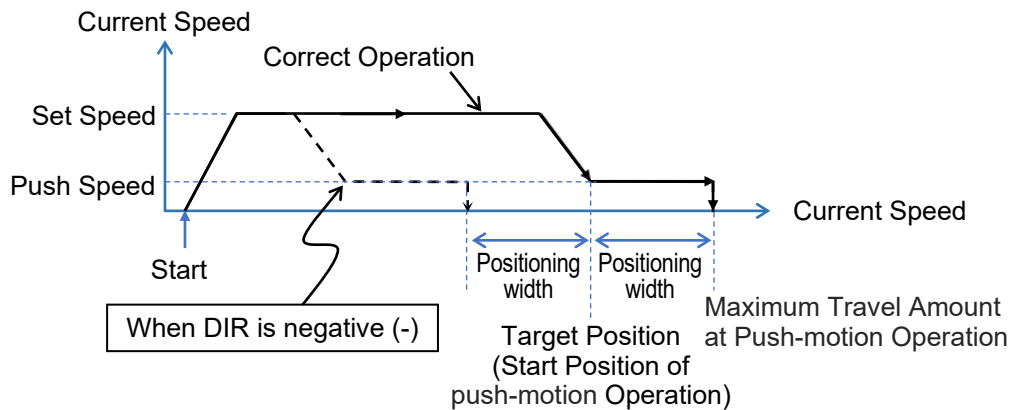 Current Speed
Correct Operation
Set Speed
Push Speed
Current Speed
Start
Positioning
width
Positioning
width
When DIR is negative (-)
Target Position
(Start Position of
push-motion Operation)
Maximum Travel Amount
at Push-motion Operation